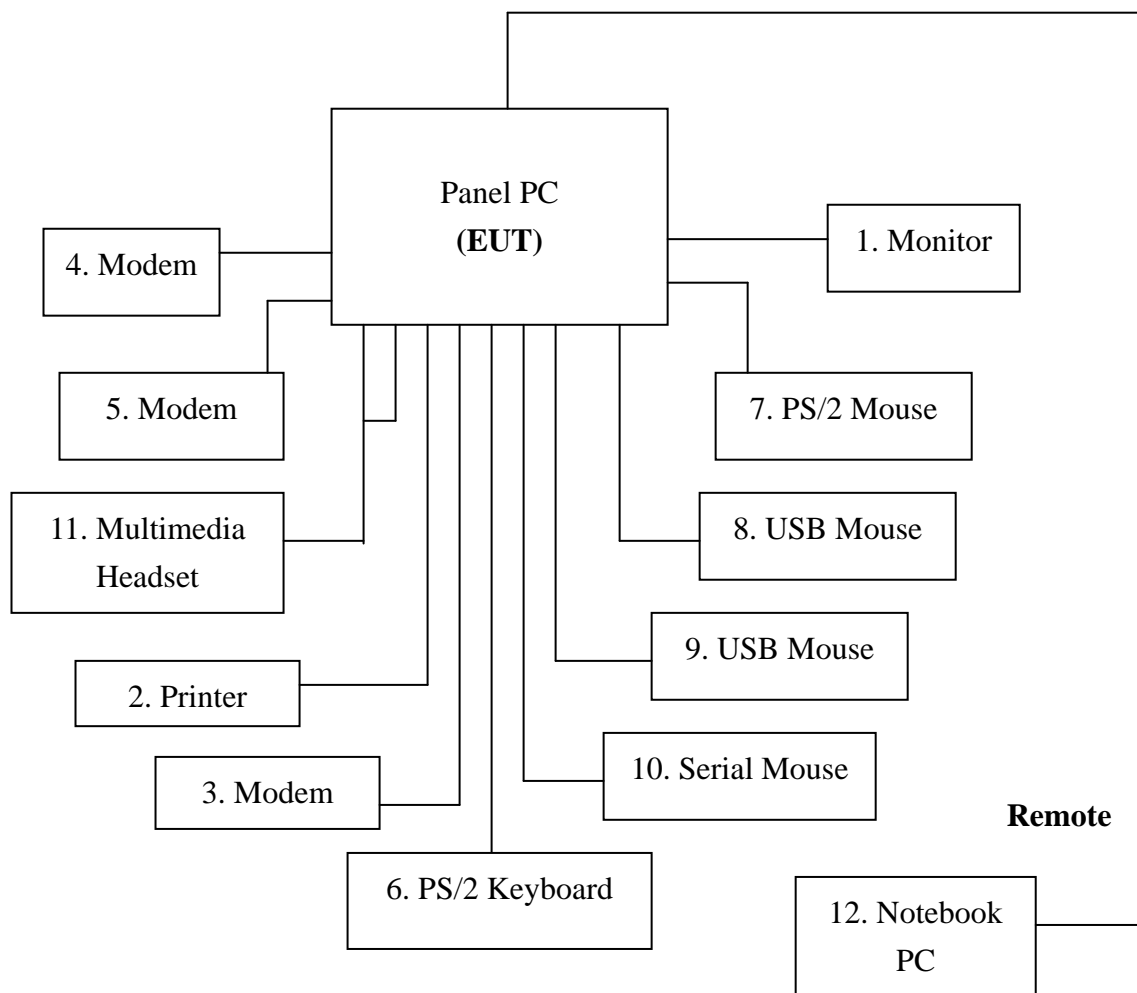 Panel PC
(EUT)
4. Modem
1. Monitor
5. Modem
7. PS/2 Mouse
11. Multimedia
Headset
8. USB Mouse
9. USB Mouse
2. Printer
10. Serial Mouse
3. Modem
Remote
6. PS/2 Keyboard
12. Notebook
PC